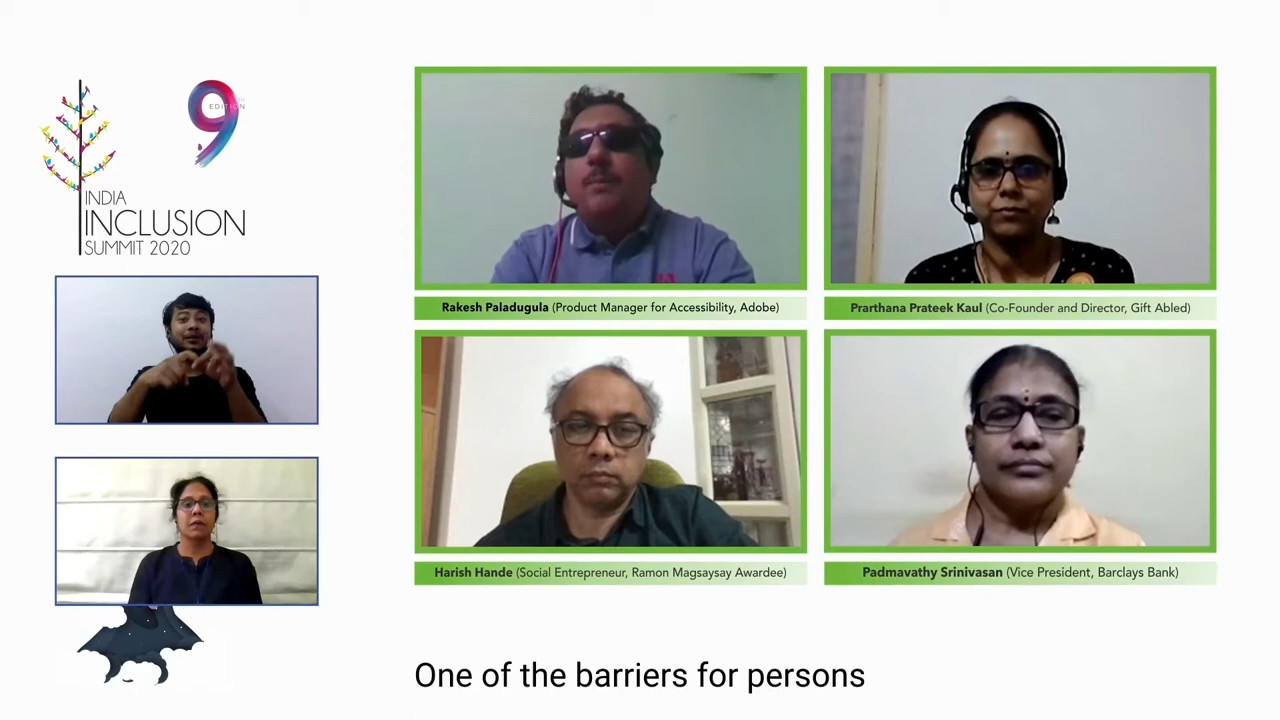 9
TH
EDITION
INDIA
INCLUSION
SUMMIT 2020
Rakesh Paladugula (Product Manager for Accessibility, Adobe)
Prarthana Prateek Kaul (Co-Founder and Director, Gift Abled)
Harish Hande (Social Entrepreneur, Ramon Magsaysay Awardee)
Padmavathy Srinivasan (Vice President, Barclays Bank)
One of the barriers for persons